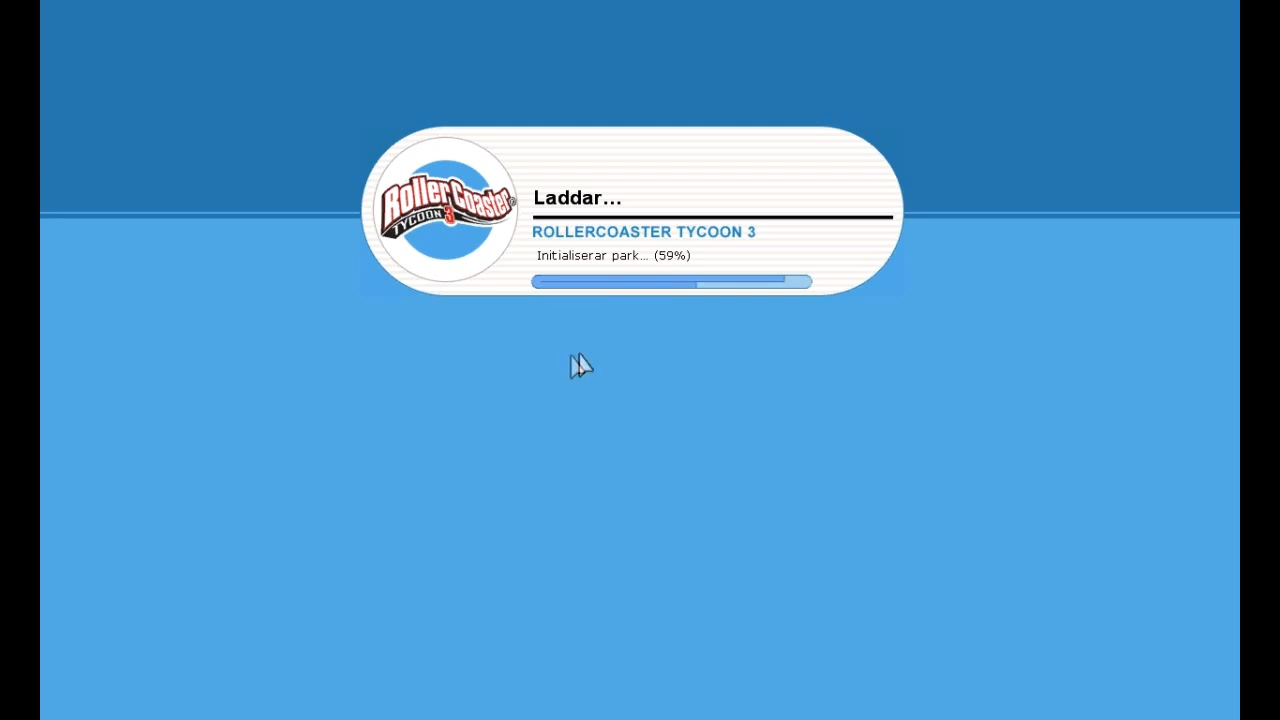 RollerCoaster®
TYCOON 3
Laddar...
ROLLERCOASTER TYCOON 3
Initialiserar park... (59%)